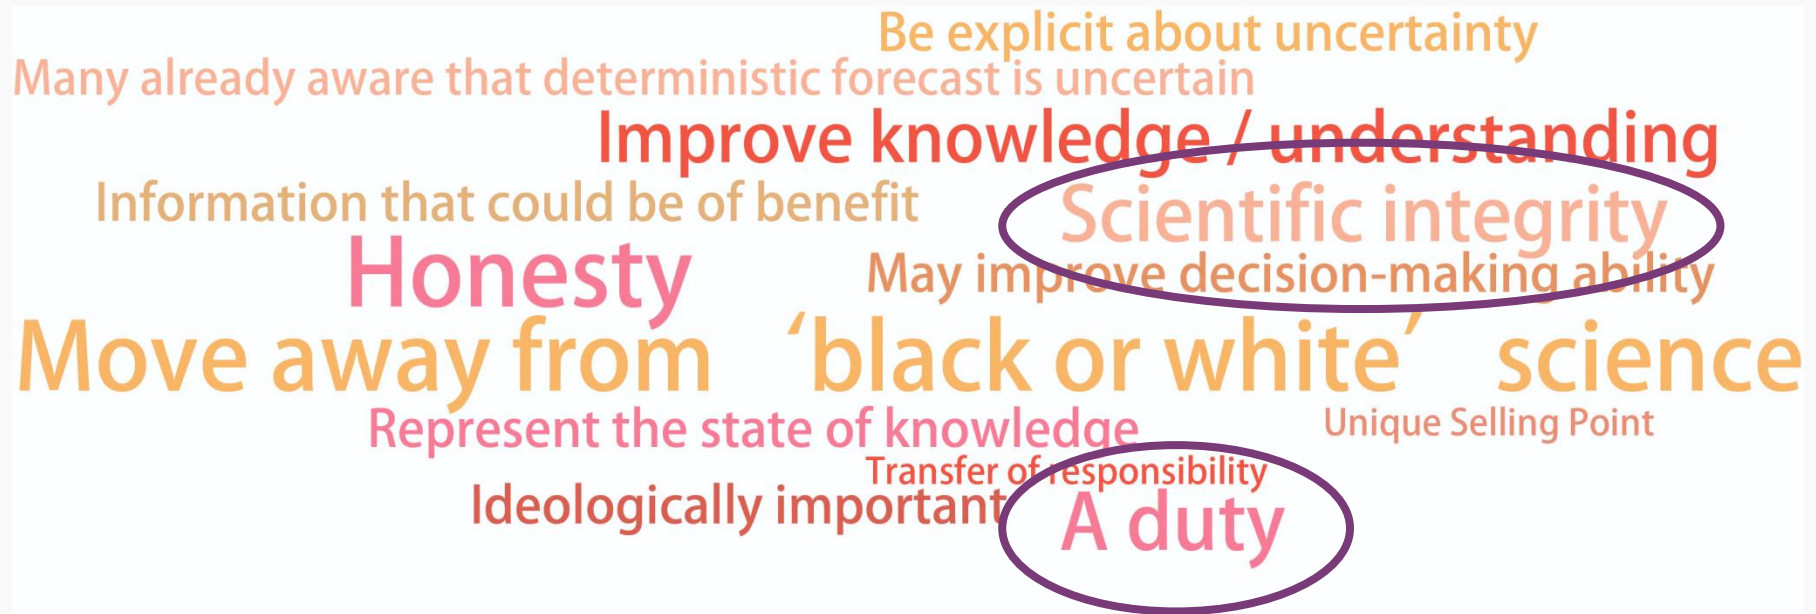 Be explicit about uncertainty
Many already aware that deterministic forecast is uncertain
Improve knowledge / understanding
Information that could be of benefit
Scientific integrity
Honesty
May improve decision-making ability
Move away from ‘black or white’ science
Represent the state of knowledge
Unique Selling Point
Transfer of responsibility
Ideologically important
A duty